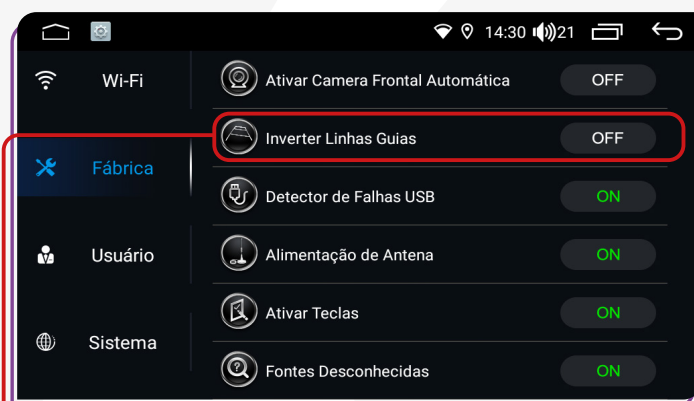 14:30 21
Wi-Fi
Fábrica
Usuário
Sistema
Ativar Camera Frontal Automática OFF
Inverter Linhas Guias OFF
Detector de Falhas USB ON
Alimentação de Antena ON
Ativar Teclas ON
Fontes Desconhecidas ON